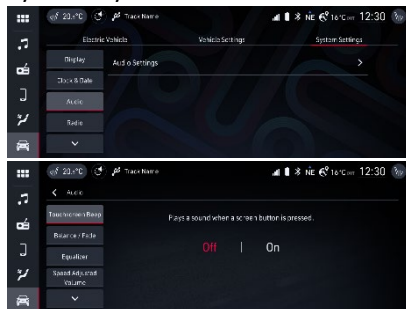 20.5°C Track Name NE 16°C 12:30
Electric Vehicle Vehicle Settings System Settings
Display
Audio Settings
Clock & Date
Audio
Radio
20.5°C Track Name NE 16°C 12:30
Audio
Touchscreen Beep
Plays a sound when a screen button is pressed.
Balance / Fade
Off | On
Equalizer
Speed Adjusted
Volume